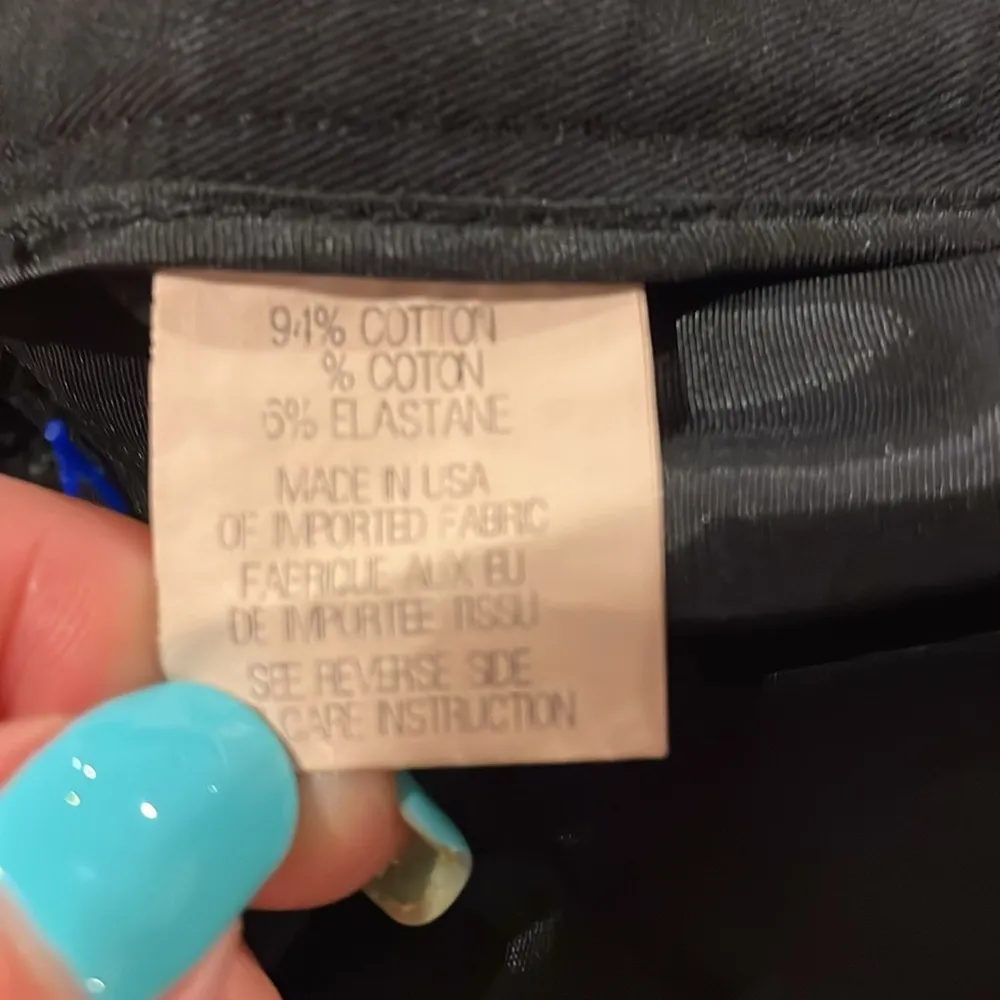 94% COTTON
% COTON
6% ELASTANE
MADE IN USA
OF IMPORTED FABRIC
FABRIQUE AUX EU
DE IMPORTEE TISSU
SEE REVERSE SIDE
CARE INSTRUCTION